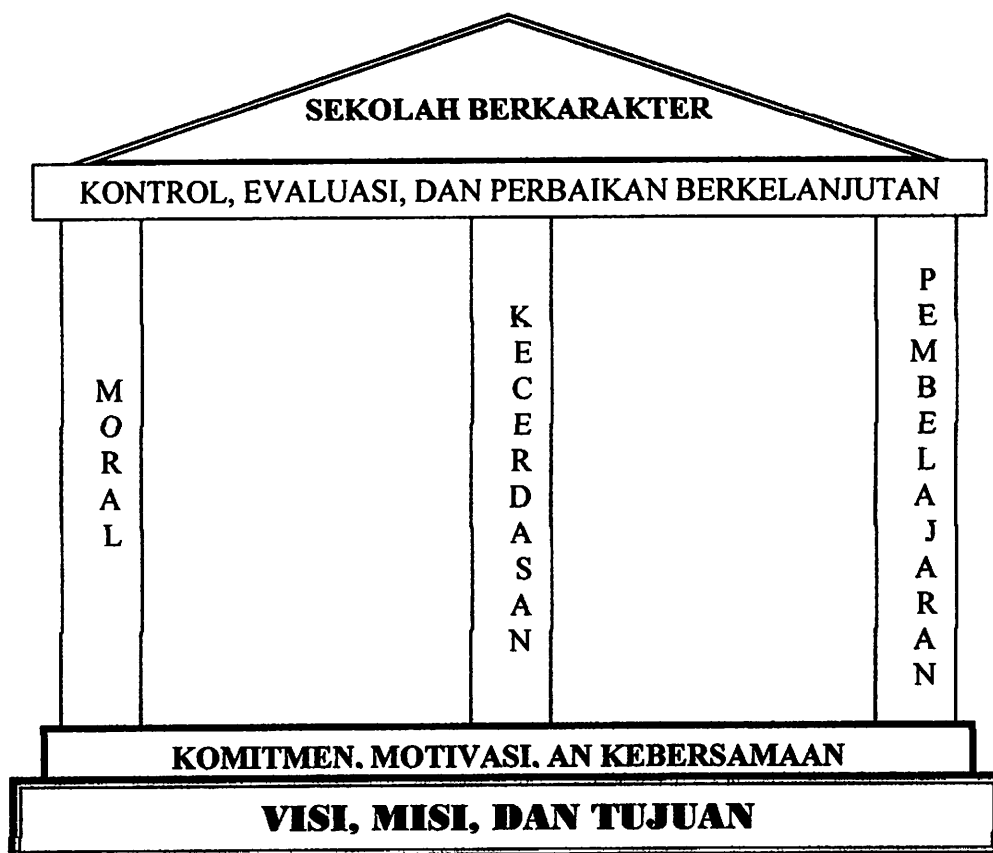 SEKOLAH BERKARAKTER
KONTROL, EVALUASI, DAN PERBAIKAN BERKELANJUTAN
MORAL
KECERDASAN
PEMBELAJARAN
KOMITMEN. MOTIVASI. AN KEBERSAMAAN
VISI, MISI, DAN TUJUAN